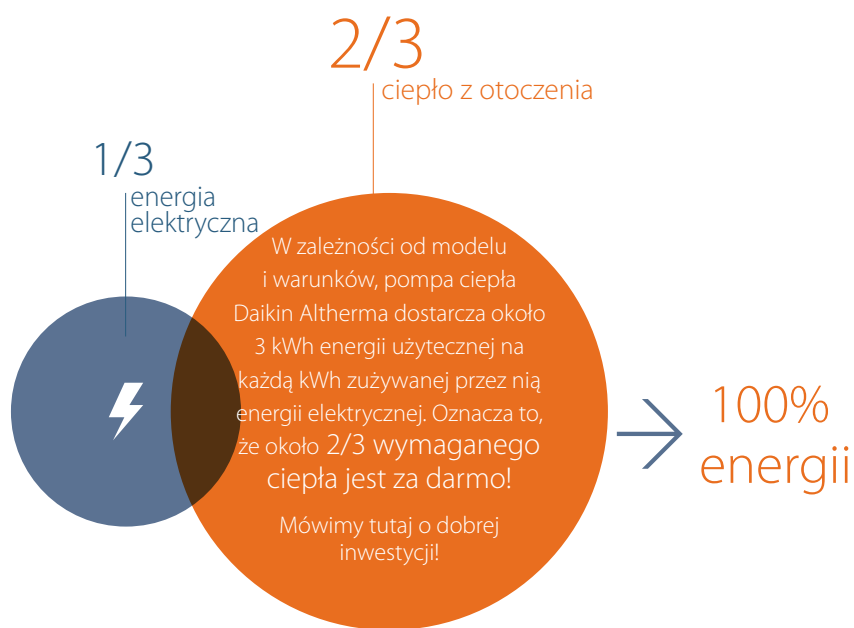 2/3
ciepło z otoczenia
1/3
energia
elektryczna
W zależności od modelu
i warunków, pompa ciepła
Daikin Altherma dostarcza około
3 kWh energii użytecznej na
każdą kWh zużywanej przez nią
energii elektrycznej. Oznacza to,
że około 2/3 wymaganego
ciepła jest za darmo!
Mówimy tutaj o dobrej
inwestycji!
100%
energii